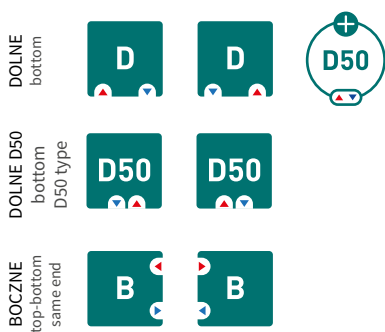 DOLNE
bottom
D
D
D50
DOLNE D50
bottom
D50 type
D50
D50
BOCZNE
top-bottom
same end
B
B